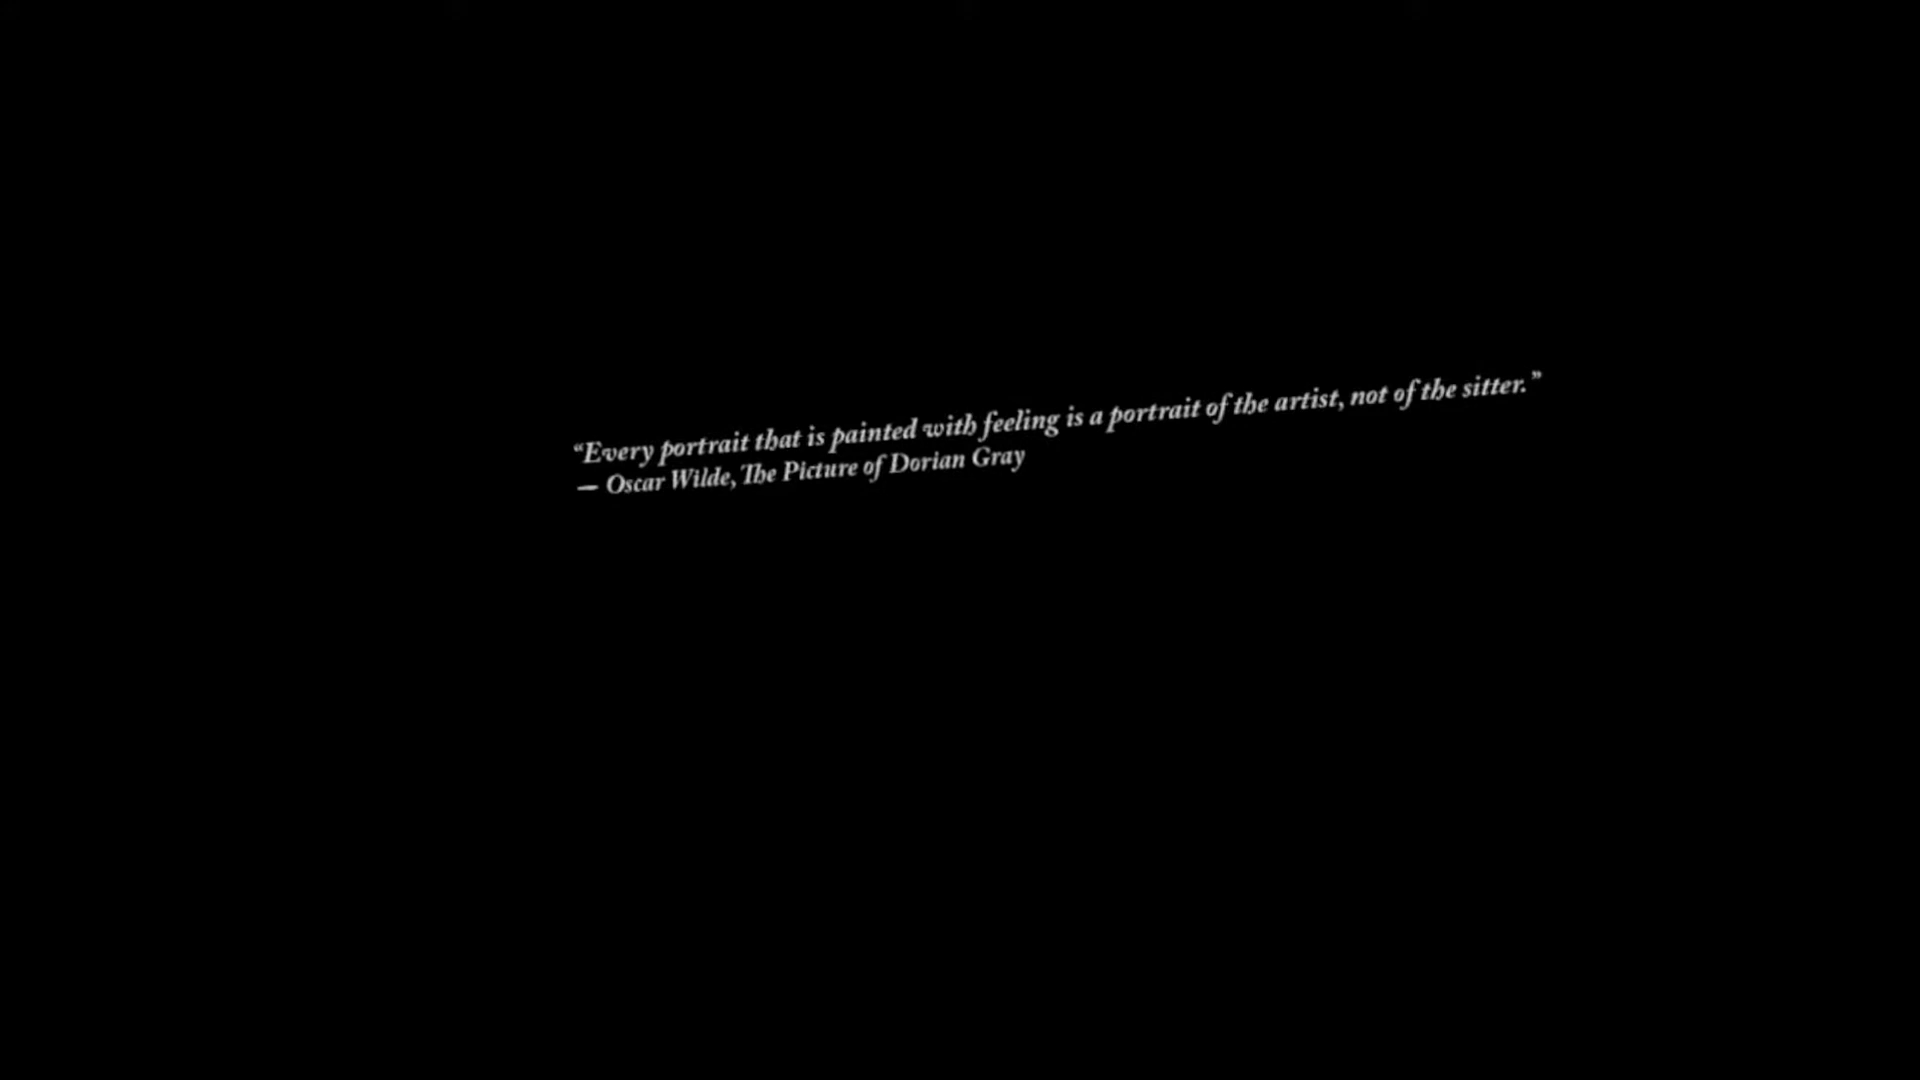 “Every portrait that is painted with feeling is a portrait of the artist, not of the sitter.”
— Oscar Wilde, The Picture of Dorian Gray